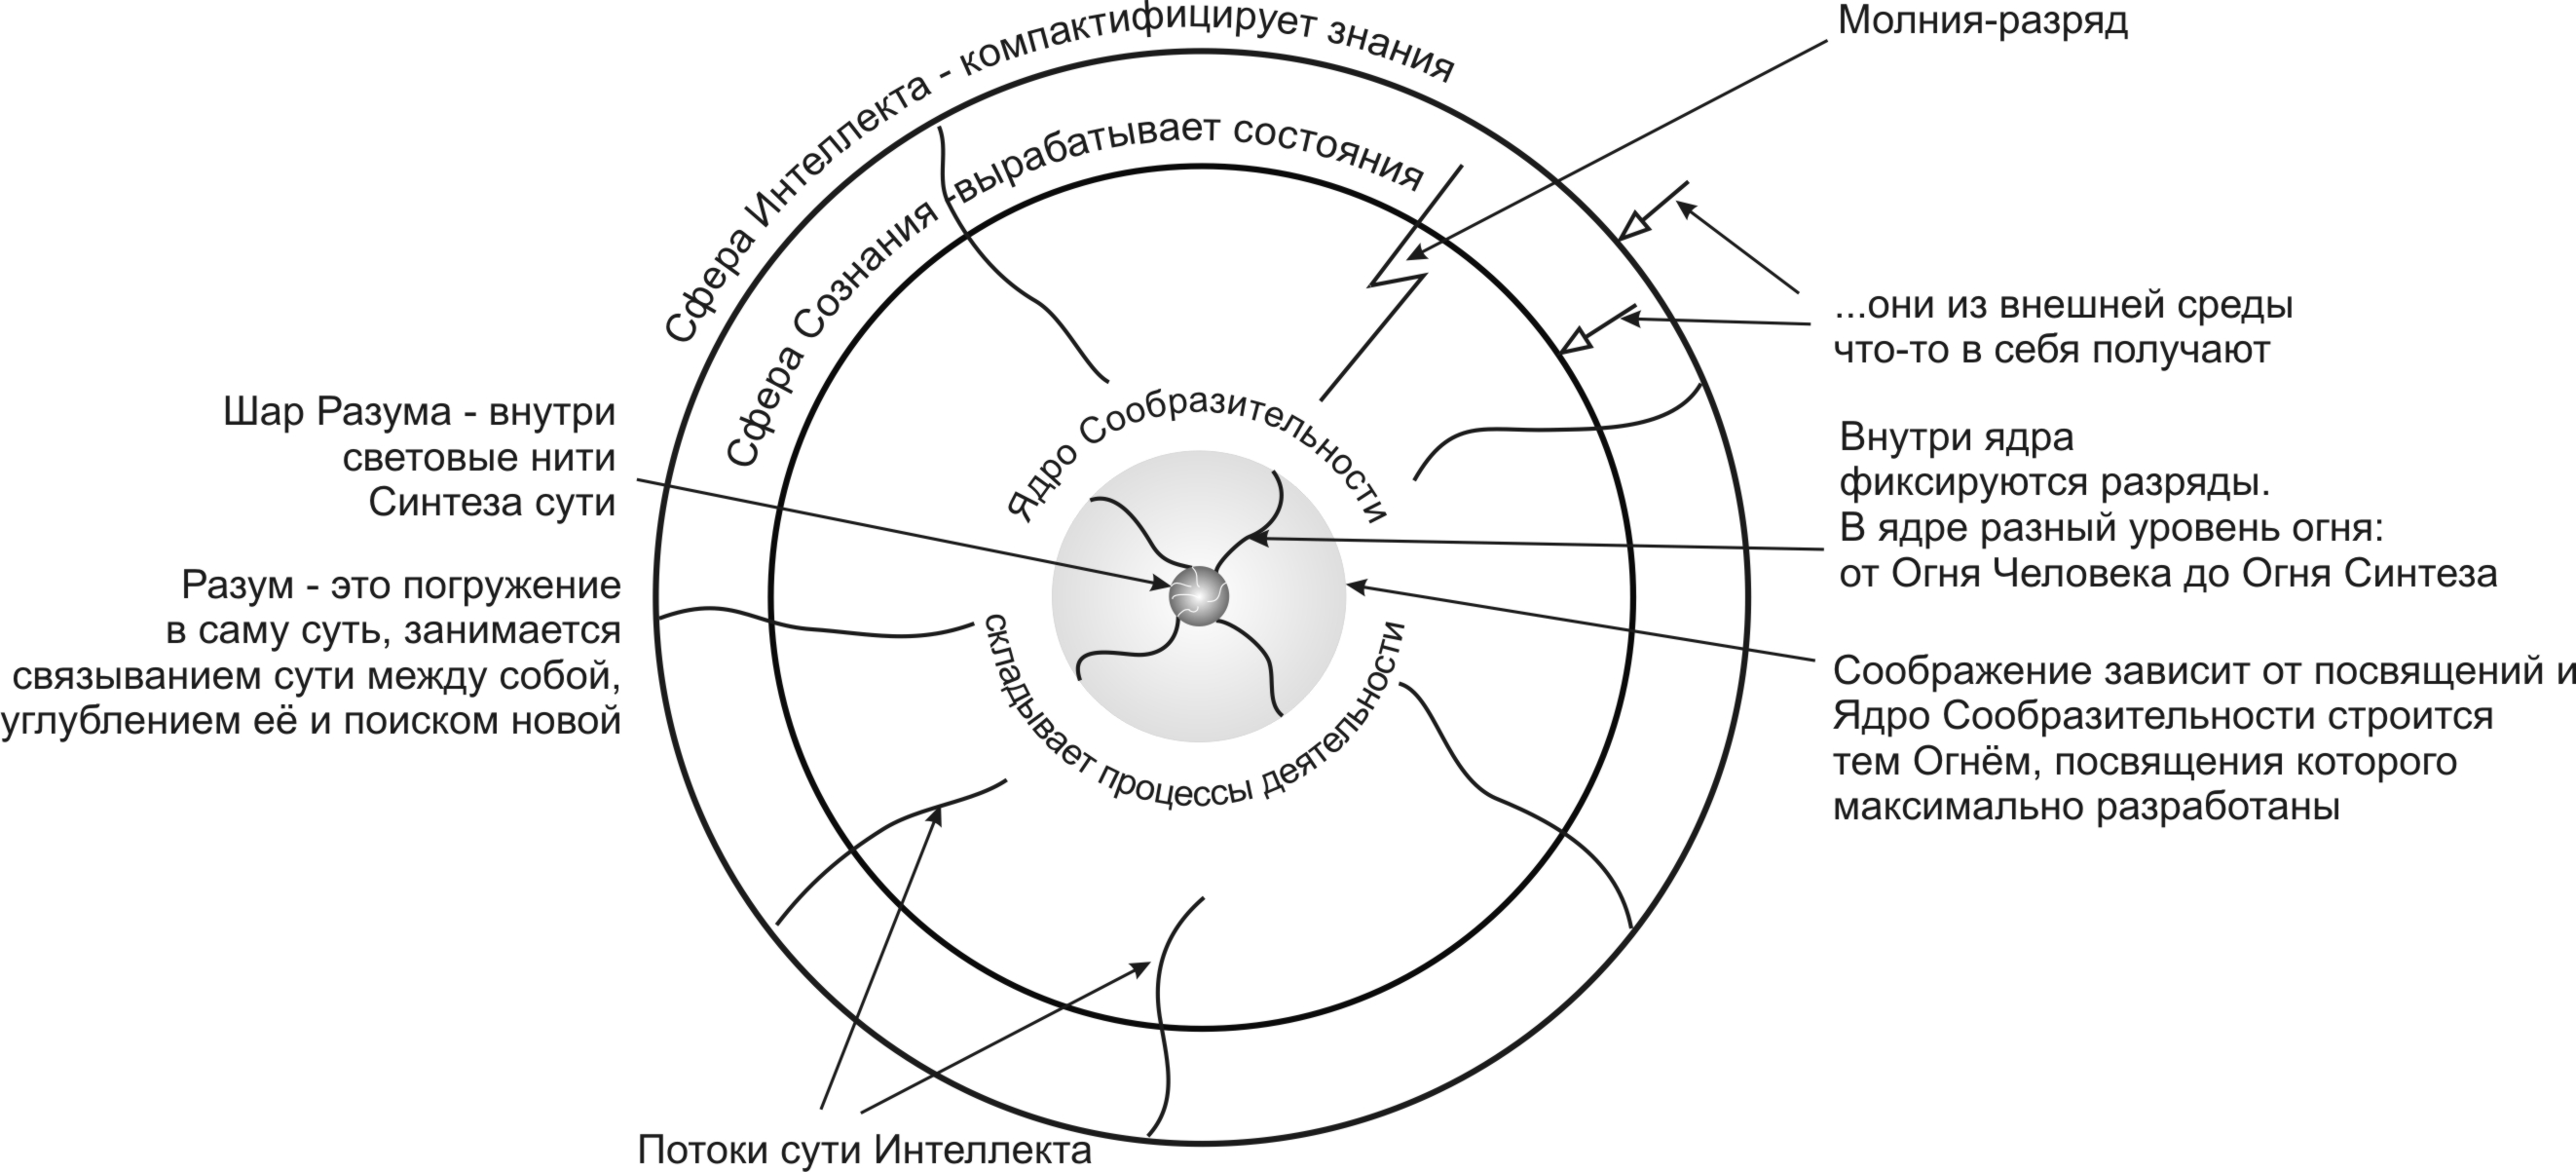 Сфера Интеллекта - компактифицирует знания
Сфера Сознания -вырабатывает состояния
Молния-разряд
...они из внешней среды
что-то в себя получают
Шар Разума - внутри
световые нити
Синтеза сути
Ядро Сообразительности
складывает процессы деятельности
Внутри ядра
фиксируются разряды.
В ядре разный уровень огня:
от Огня Человека до Огня Синтеза
Разум - это погружение
в саму суть, занимается
связыванием сути между собой,
углублением её и поиском новой
Соображение зависит от посвящений и
Ядро Сообразительности строится
тем Огнём, посвящения которого
максимально разработаны
Потоки сути Интеллекта